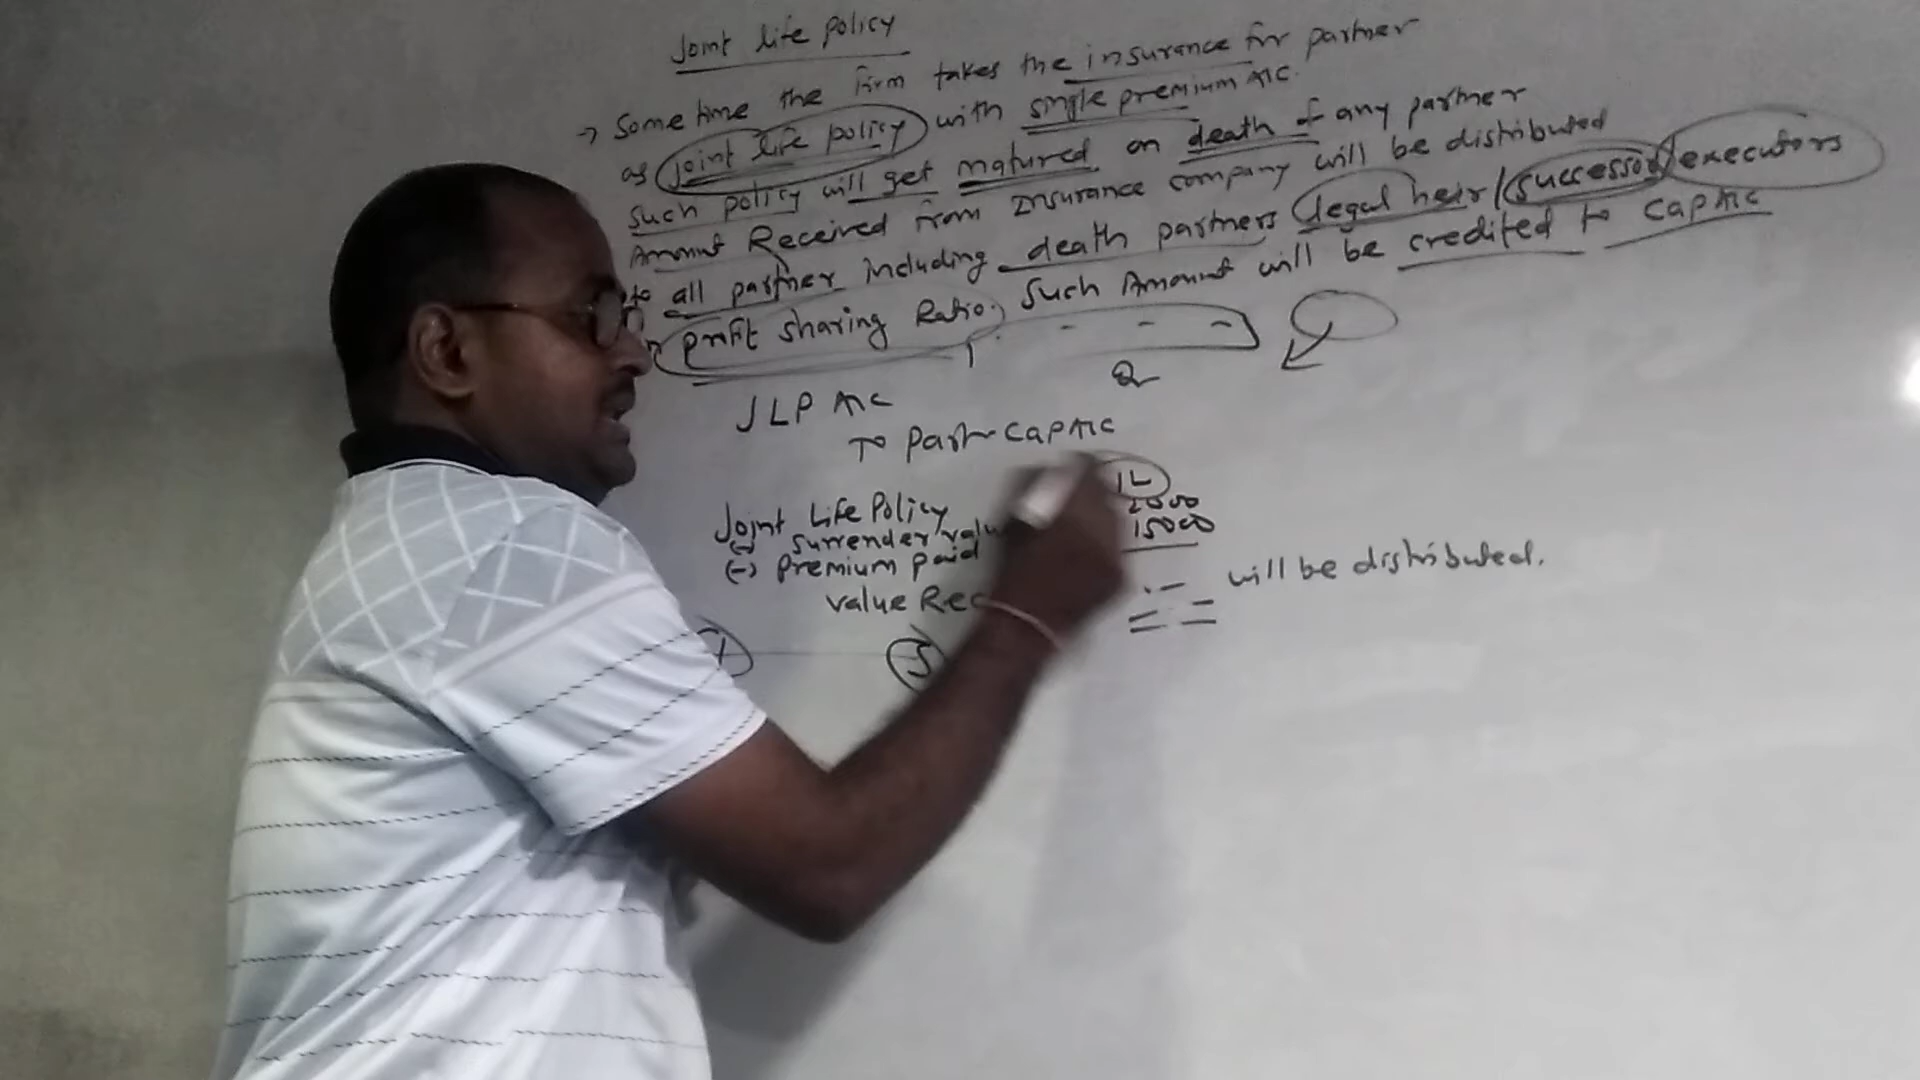 Joint life policy
→ Sometime the firm takes the insurance for partner
as joint life policy with single premium A/C.
such policy will get matured on death of any partner
Amount Received from Insurance company will be distributed
to all partner including death partners legal heir/successor/executors
profit sharing Ratio. such Amount will be credited to cap A/c
JLP A/c
To Partn cap A/c
Joint Life Policy 1L
(-) surrender valu 2000
(-) Premium paid 15000
value Rec will be distributed.